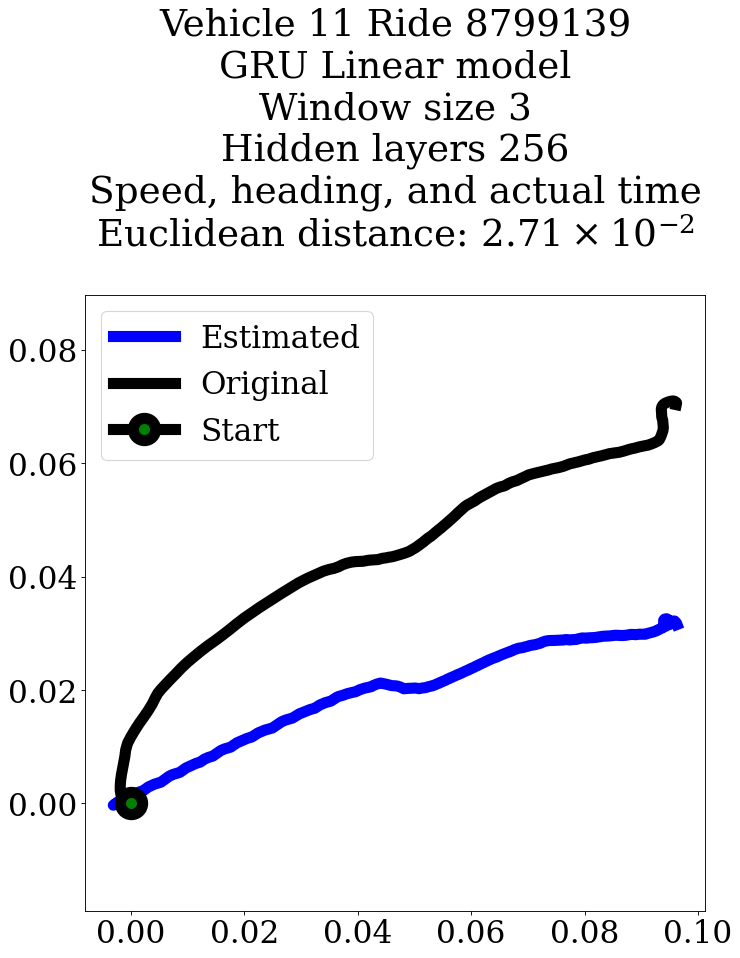 Vehicle 11 Ride 8799139
GRU Linear model
Window size 3
Hidden layers 256
Speed, heading, and actual time
Euclidean distance: 2.71 × 10⁻²
Estimated
Original
Start
0.08
0.06
0.04
0.02
0.00
0.00 0.02 0.04 0.06 0.08 0.10